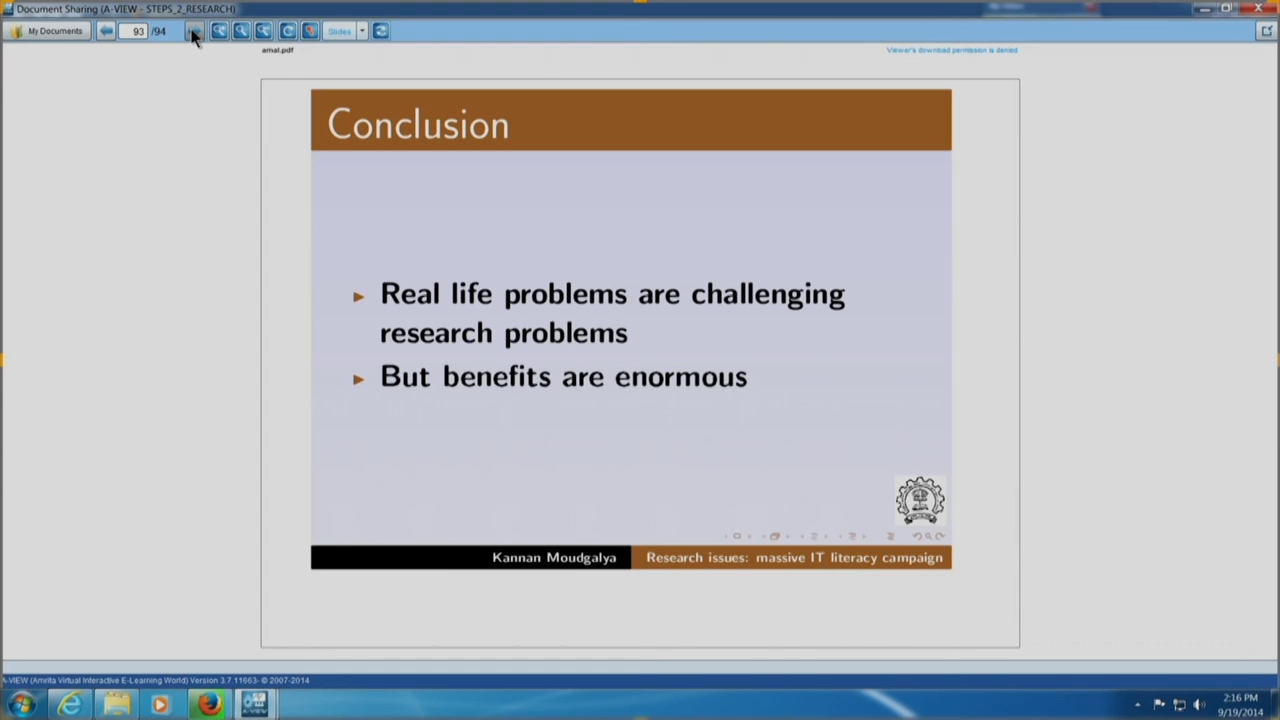 Document Sharing (A-VIEW - STEPS_2_RESEARCH)
My Documents
93 /94
Slides
amal.pdf
Viewer's download permission is denied
Conclusion
Real life problems are challenging
research problems
But benefits are enormous
Kannan Moudgalya
Research issues: massive IT literacy campaign
A-VIEW (Amrita Virtual Interactive E-Learning World) Version 3.7 11663- © 2007-2014
2:16 PM
9/19/2014